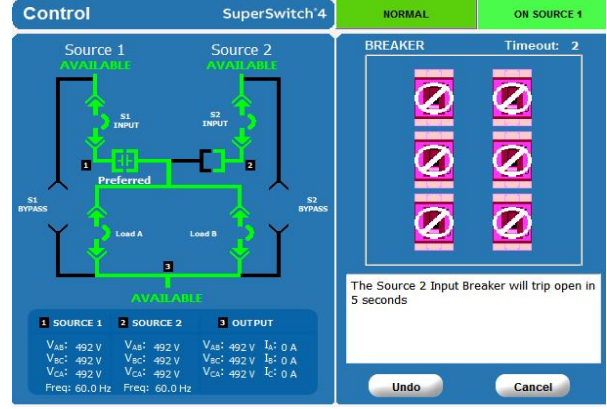 Control
SuperSwitch®4
NORMAL
ON SOURCE 1
Source 1
AVAILABLE
Source 2
AVAILABLE
S1
INPUT
S2
INPUT
1
2
Preferred
S1
BYPASS
S2
BYPASS
Load A
Load B
3
AVAILABLE
1 SOURCE 1
VAB: 492 V
VBC: 492 V
VCA: 492 V
Freq: 60.0 Hz
2 SOURCE 2
VAB: 492 V
VBC: 492 V
VCA: 492 V
Freq: 60.0 Hz
3 OUTPUT
VAB: 492 V IA: 0 A
VBC: 492 V IB: 0 A
VCA: 492 V IC: 0 A
BREAKER
Timeout: 2
The Source 2 Input Breaker will trip open in
5 seconds
Undo
Cancel